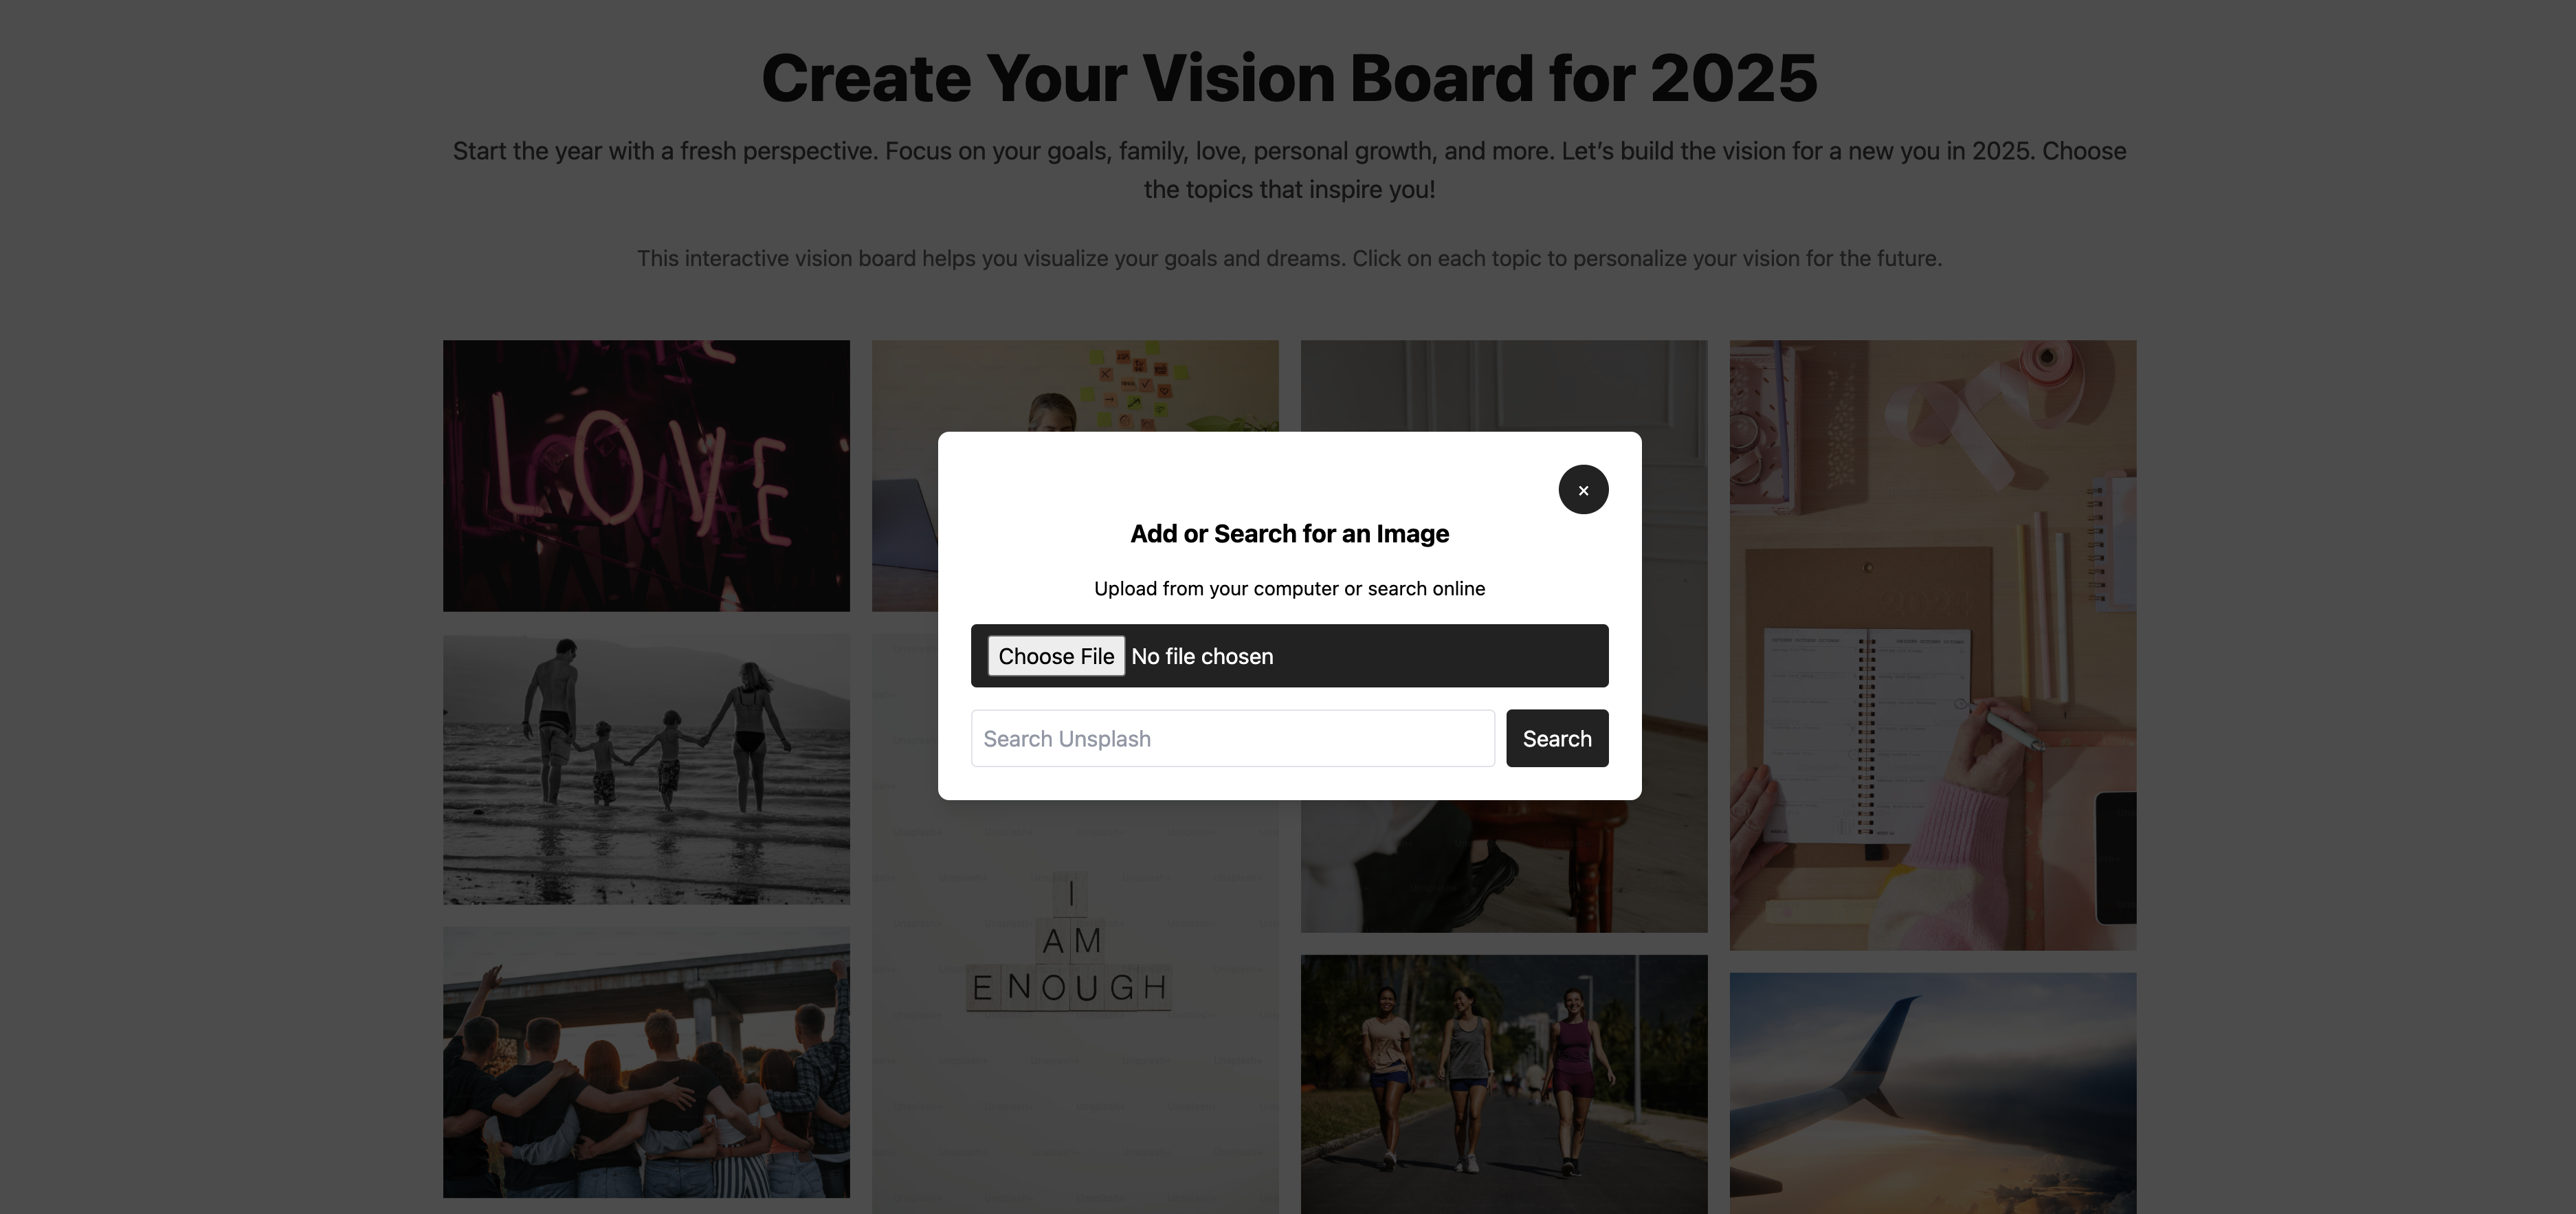 Create Your Vision Board for 2025
Start the year with a fresh perspective. Focus on your goals, family, love, personal growth, and more. Let’s build the vision for a new you in 2025. Choose
the topics that inspire you!
This interactive vision board helps you visualize your goals and dreams. Click on each topic to personalize your vision for the future.
LOVE
×
Add or Search for an Image
Upload from your computer or search online
Choose File No file chosen
Search Unsplash Search
I
AM
ENOUGH